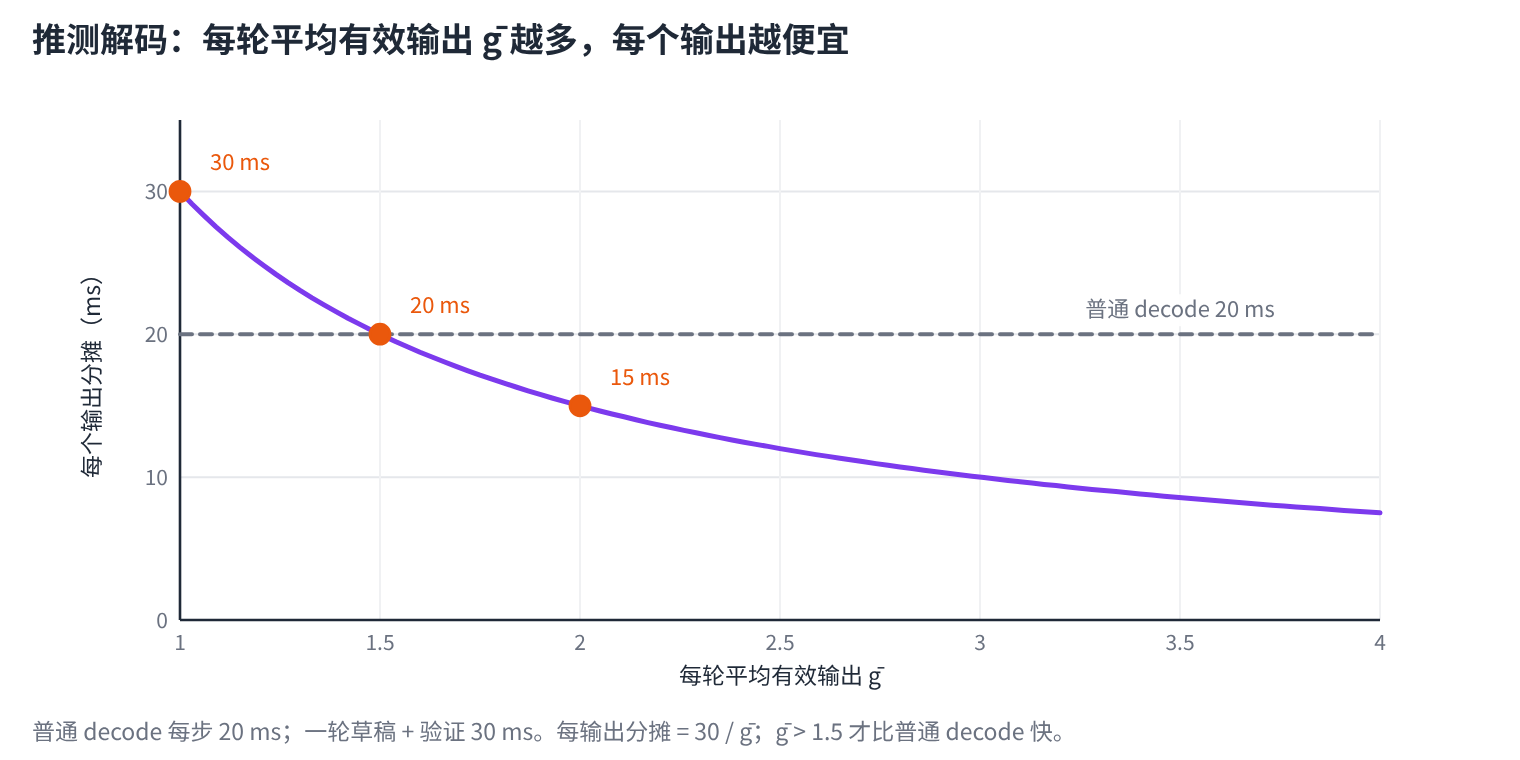 推测解码：每轮平均有效输出 ḡ 越多，每个输出越便宜
30 ms
30
20 ms
普通 decode 20 ms
20
15 ms
每个输出分摊（ms）
10
0
1
1.5
2
2.5
3
3.5
4
每轮平均有效输出 ḡ
普通 decode 每步 20 ms；一轮草稿 + 验证 30 ms。每输出分摊 = 30 / ḡ；ḡ > 1.5 才比普通 decode 快。